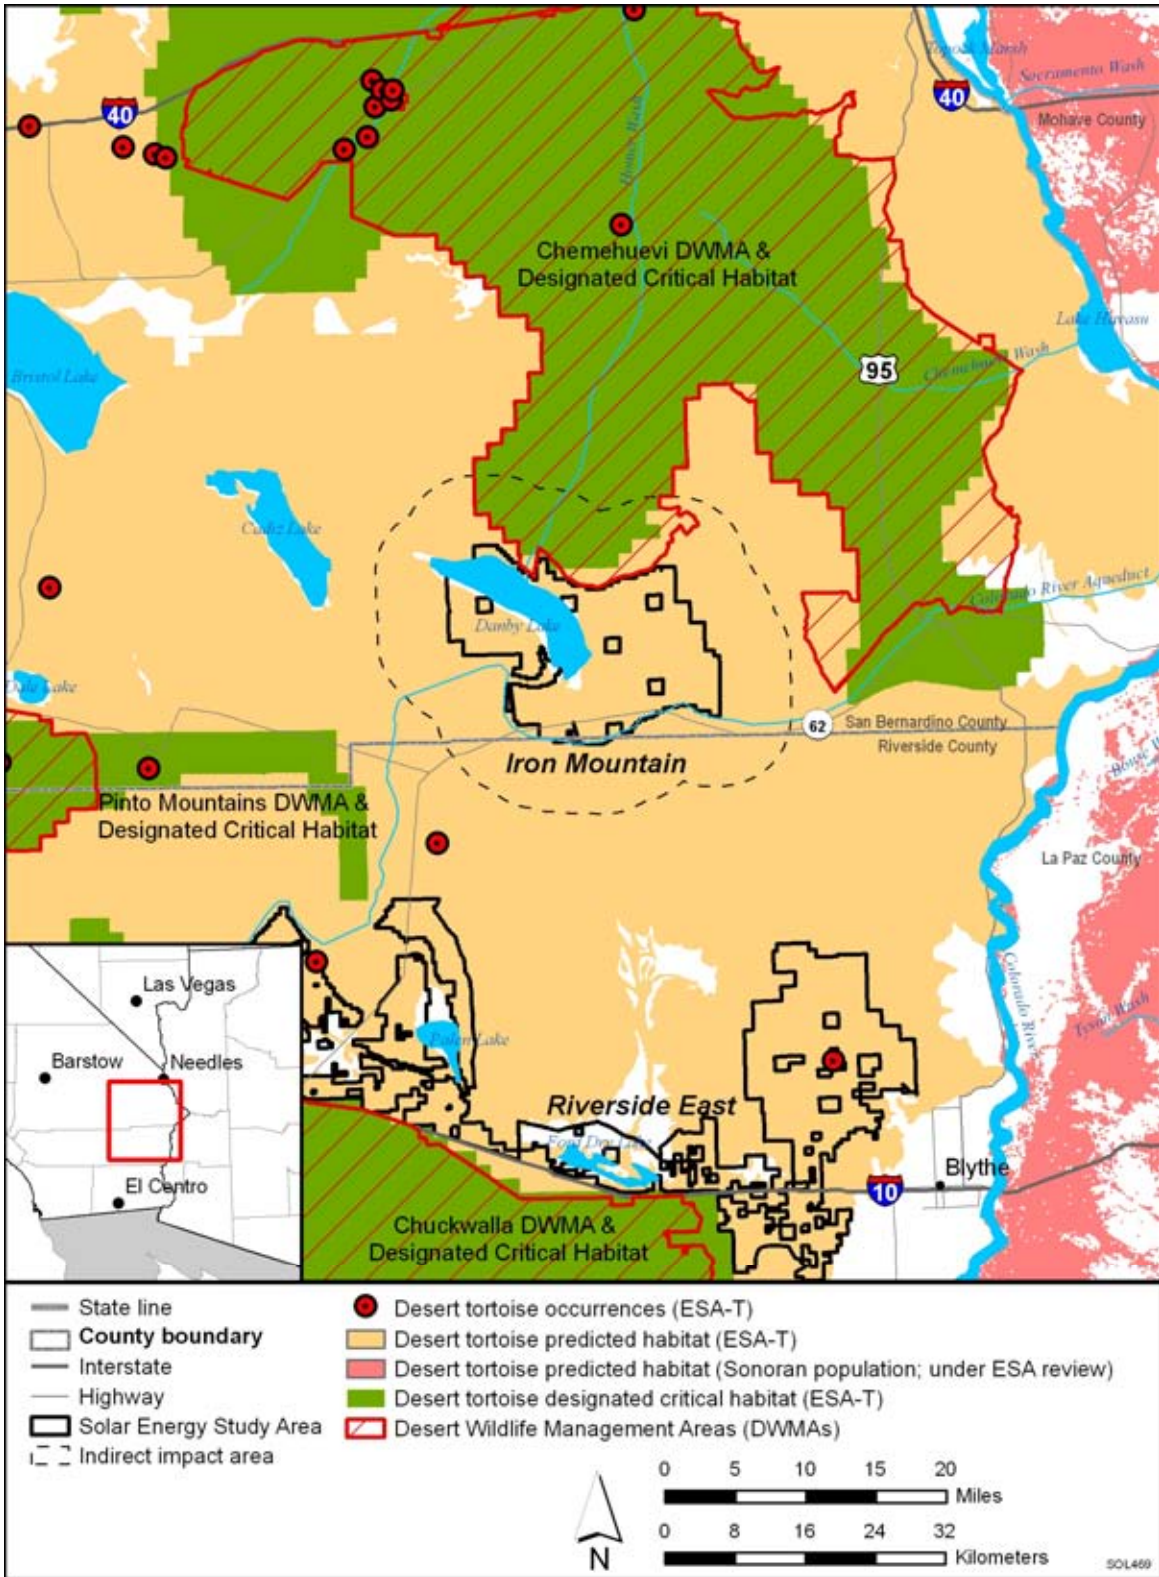 Topock Marsh
Sacramento Wash
40
40
Mohave County
Homer Wash
Chemehuevi DWMA &
Designated Critical Habitat
Lake Havasu
Bristol Lake
95
Chemehuevi Wash
Cadiz Lake
Colorado River Aqueduct
Danby Lake
Dale Lake
62
San Bernardino County
Riverside County
Iron Mountain
Pinto Mountains DWMA &
Designated Critical Habitat
La Paz County
Colorado River
Tyson Wash
Palen Lake
Las Vegas
Barstow
Needles
El Centro
Riverside East
Ford Dry Lake
Blythe
10
Chuckwalla DWMA &
Designated Critical Habitat
State line
County boundary
Interstate
Highway
Solar Energy Study Area
Indirect impact area
Desert tortoise occurrences (ESA-T)
Desert tortoise predicted habitat (ESA-T)
Desert tortoise predicted habitat (Sonoran population; under ESA review)
Desert tortoise designated critical habitat (ESA-T)
Desert Wildlife Management Areas (DWMAs)
0 5 10 15 20
Miles
0 8 16 24 32
Kilometers
N
SOL469